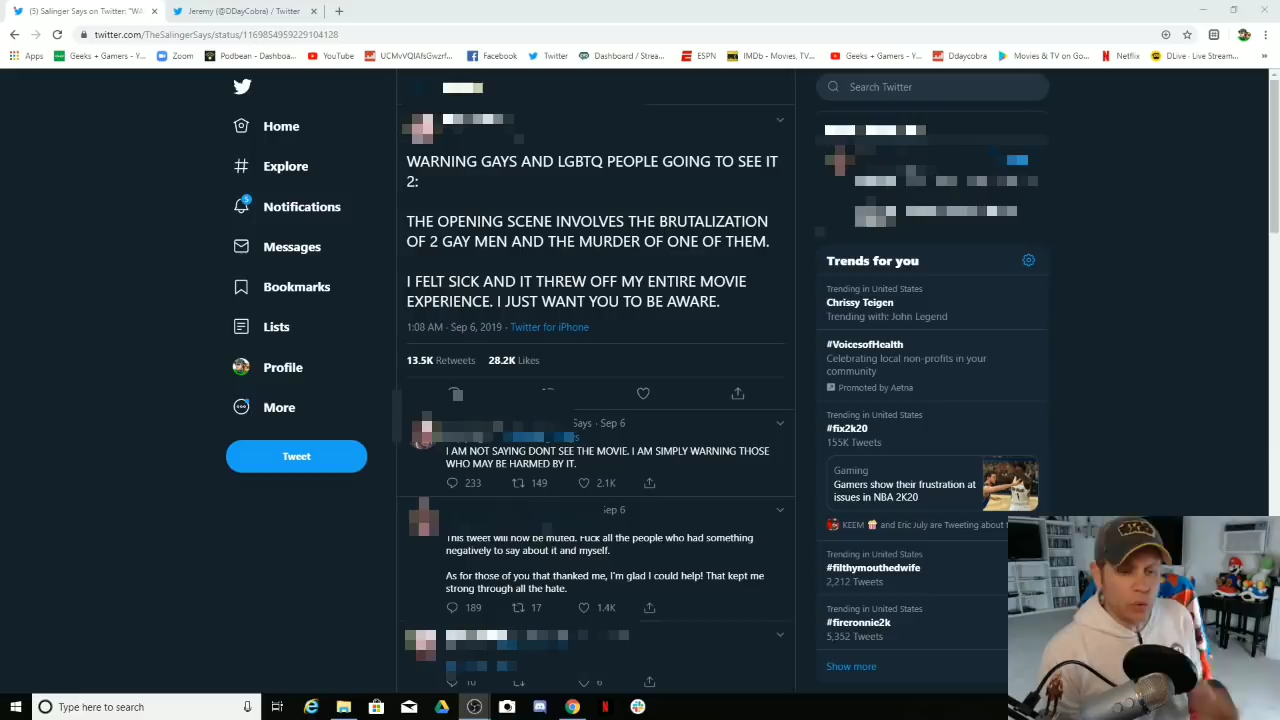 (5) Salinger Says on Twitter: "WA
Jeremy (@DDayCobra) / Twitter
twitter.com/TheSalingerSays/status/1169854959229104128
Apps
Geeks + Gamers - Y...
Zoom
Podbean - Dashboar...
YouTube
UCMvVQIAfsGwzrf...
Facebook
Twitter
Dashboard / Strea...
ESPN
IMDb - Movies, TV...
Geeks + Gamers - Y...
Ddaycobra
Movies & TV on Go...
Netflix
DLive · Live Stream...
Home
Explore
5
Notifications
Messages
Bookmarks
Lists
Profile
More
Tweet
WARNING GAYS AND LGBTQ PEOPLE GOING TO SEE IT
2:
THE OPENING SCENE INVOLVES THE BRUTALIZATION
OF 2 GAY MEN AND THE MURDER OF ONE OF THEM.
I FELT SICK AND IT THREW OFF MY ENTIRE MOVIE
EXPERIENCE. I JUST WANT YOU TO BE AWARE.
1:08 AM · Sep 6, 2019 · Twitter for iPhone
13.5K Retweets 28.2K Likes
Says · Sep 6
I AM NOT SAYING DONT SEE THE MOVIE. I AM SIMPLY WARNING THOSE
WHO MAY BE HARMED BY IT.
233 149 2.1K
Sep 6
This tweet will now be muted. Fuck all the people who had something
negatively to say about it and myself.
As for those of you that thanked me, I'm glad I could help! That kept me
strong through all the hate.
189 17 1.4K
10 6
Search Twitter
Trends for you
Trending in United States
Chrissy Teigen
Trending with: John Legend
#VoicesofHealth
Celebrating local non-profits in your
community
Promoted by Aetna
Trending in United States
#fix2k20
155K Tweets
Gaming
Gamers show their frustration at
issues in NBA 2K20
KEEM and Eric July are Tweeting about
Trending in United States
#filthymouthedwife
2,212 Tweets
Trending in United States
#fireronnie2k
5,352 Tweets
Show more
Type here to search